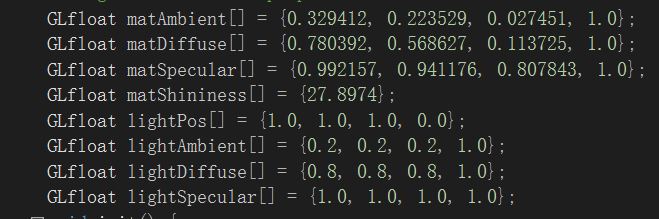 GLfloat matAmbient[] = {0.329412, 0.223529, 0.027451, 1.0};
GLfloat matDiffuse[] = {0.780392, 0.568627, 0.113725, 1.0};
GLfloat matSpecular[] = {0.992157, 0.941176, 0.807843, 1.0};
GLfloat matShininess[] = {27.8974};
GLfloat lightPos[] = {1.0, 1.0, 1.0, 0.0};
GLfloat lightAmbient[] = {0.2, 0.2, 0.2, 1.0};
GLfloat lightDiffuse[] = {0.8, 0.8, 0.8, 1.0};
GLfloat lightSpecular[] = {1.0, 1.0, 1.0, 1.0};